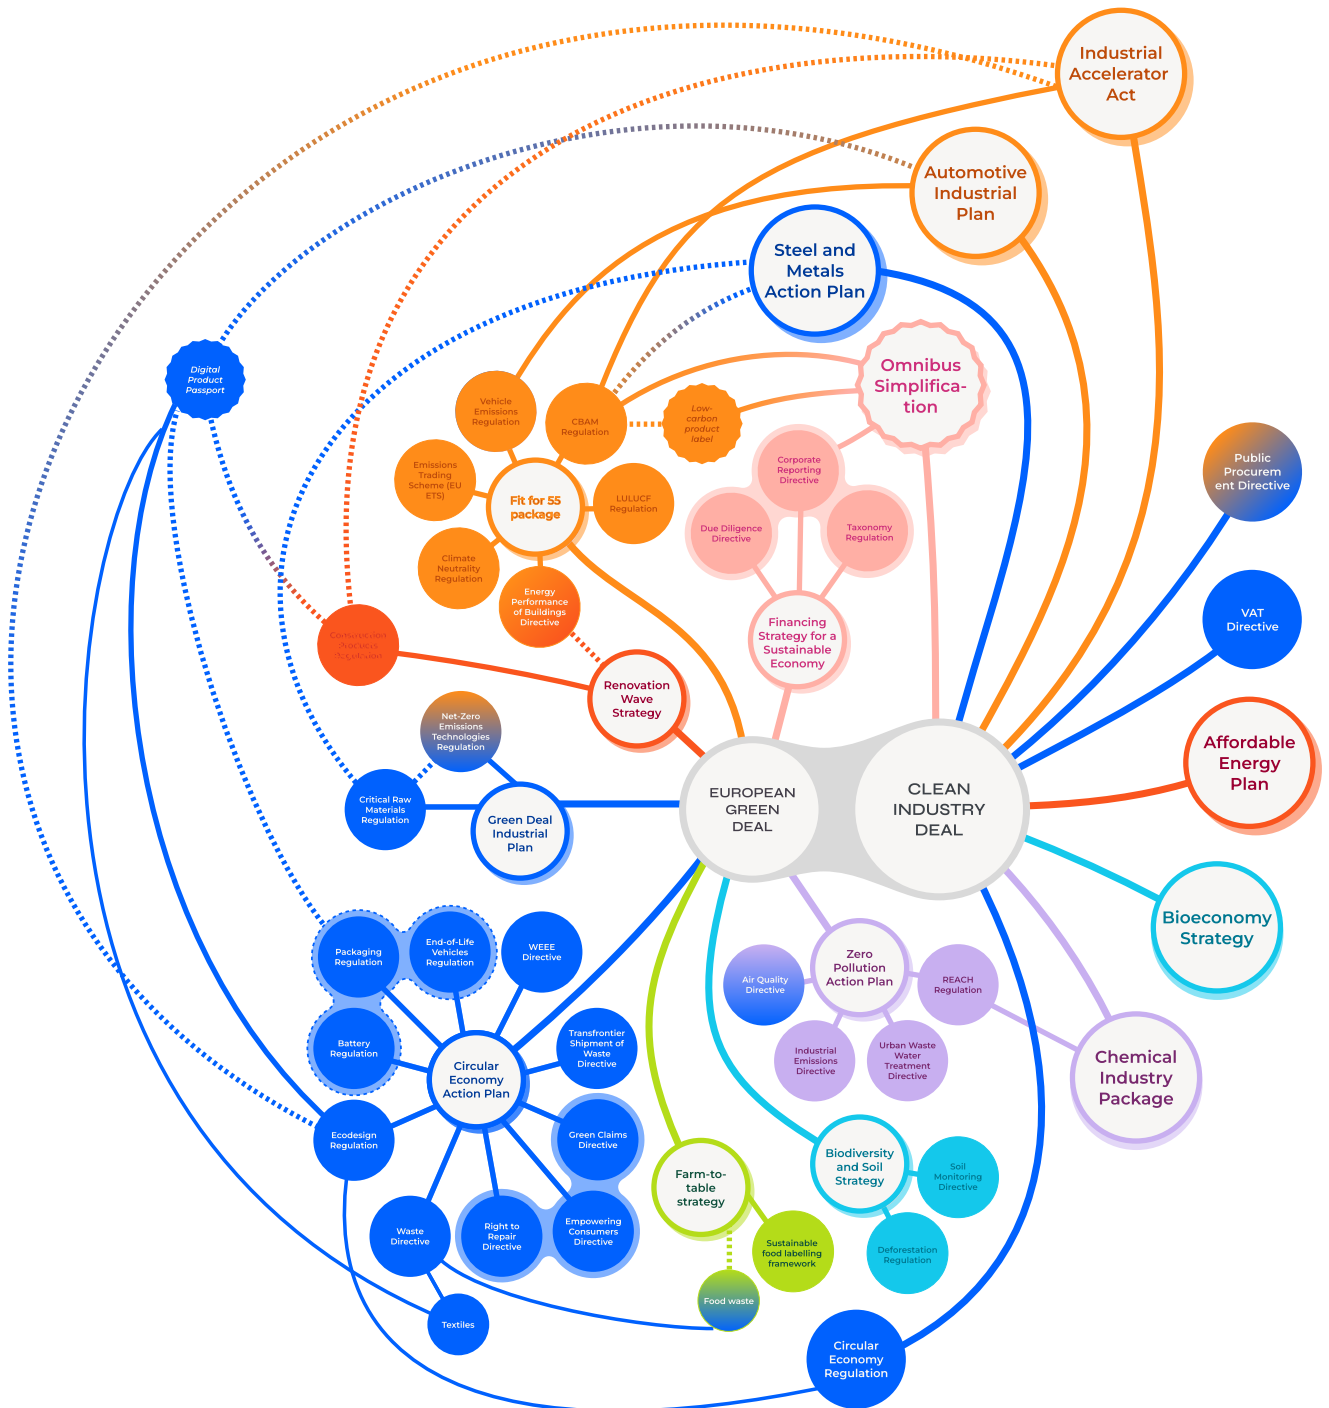 Industrial
Accelerator
Act
Automotive
Industrial
Plan
Steel and
Metals
Action Plan
Digital
Product
Passport
Omnibus
Simplifica-
tion
Vehicle
Emissions
Regulation
CBAM
Regulation
Low-
carbon
product
label
Public
Procurem
ent Directive
Emissions
Trading
Scheme (EU
ETS)
Fit for 55
package
LULUCF
Regulation
Corporate
Reporting
Directive
Due Diligence
Directive
Taxonomy
Regulation
Climate
Neutrality
Regulation
Energy
Performance
of Buildings
Directive
Financing
Strategy for a
Sustainable
Economy
VAT
Directive
Construction
Products
Regulation
Renovation
Wave
Strategy
Net-Zero
Emissions
Technologies
Regulation
Affordable
Energy
Plan
Critical Raw
Materials
Regulation
Green Deal
Industrial
Plan
EUROPEAN
GREEN
DEAL
CLEAN
INDUSTRY
DEAL
Bioeconomy
Strategy
Packaging
Regulation
End-of-Life
Vehicles
Regulation
WEEE
Directive
Zero
Pollution
Action Plan
Air Quality
Directive
REACH
Regulation
Battery
Regulation
Transfrontier
Shipment of
Waste
Directive
Industrial
Emissions
Directive
Urban Waste
Water
Treatment
Directive
Chemical
Industry
Package
Circular
Economy
Action Plan
Ecodesign
Regulation
Green Claims
Directive
Biodiversity
and Soil
Strategy
Soil
Monitoring
Directive
Farm-to-
table
strategy
Waste
Directive
Right to
Repair
Directive
Empowering
Consumers
Directive
Sustainable
food labelling
framework
Deforestation
Regulation
Food waste
Textiles
Circular
Economy
Regulation